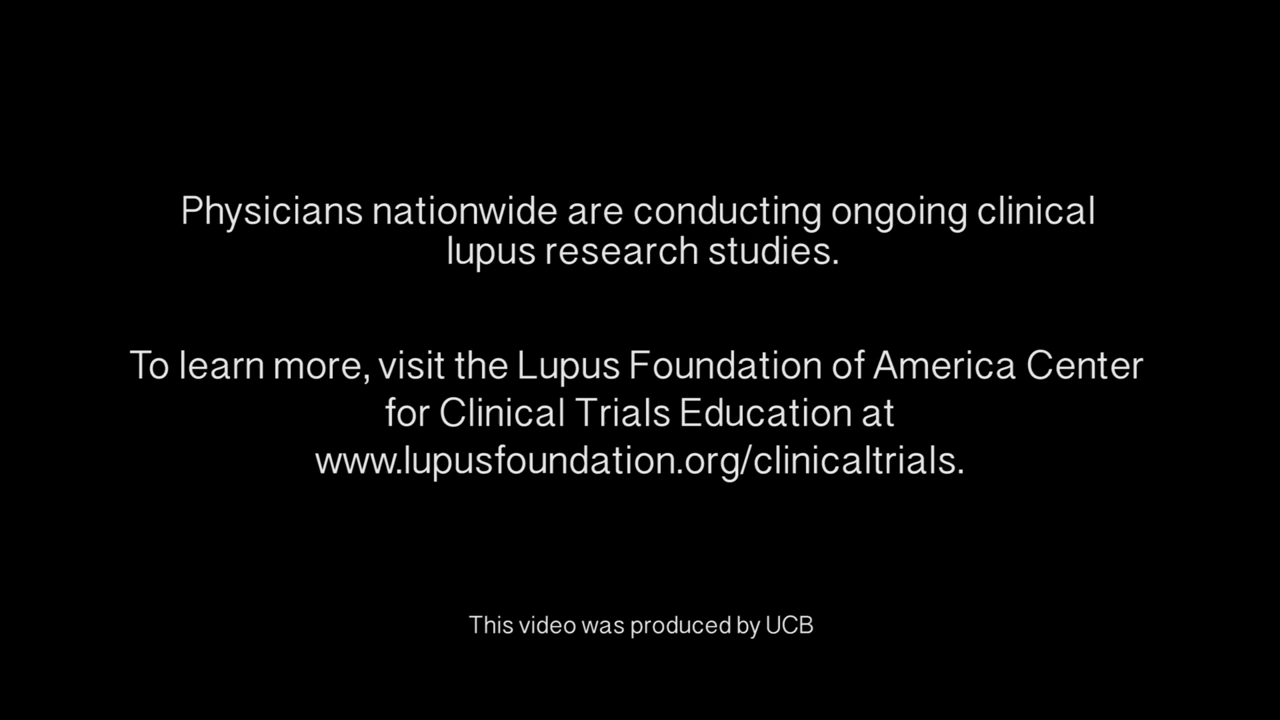 Physicians nationwide are conducting ongoing clinical
lupus research studies.
To learn more, visit the Lupus Foundation of America Center
for Clinical Trials Education at
www.lupusfoundation.org/clinicaltrials.
This video was produced by UCB